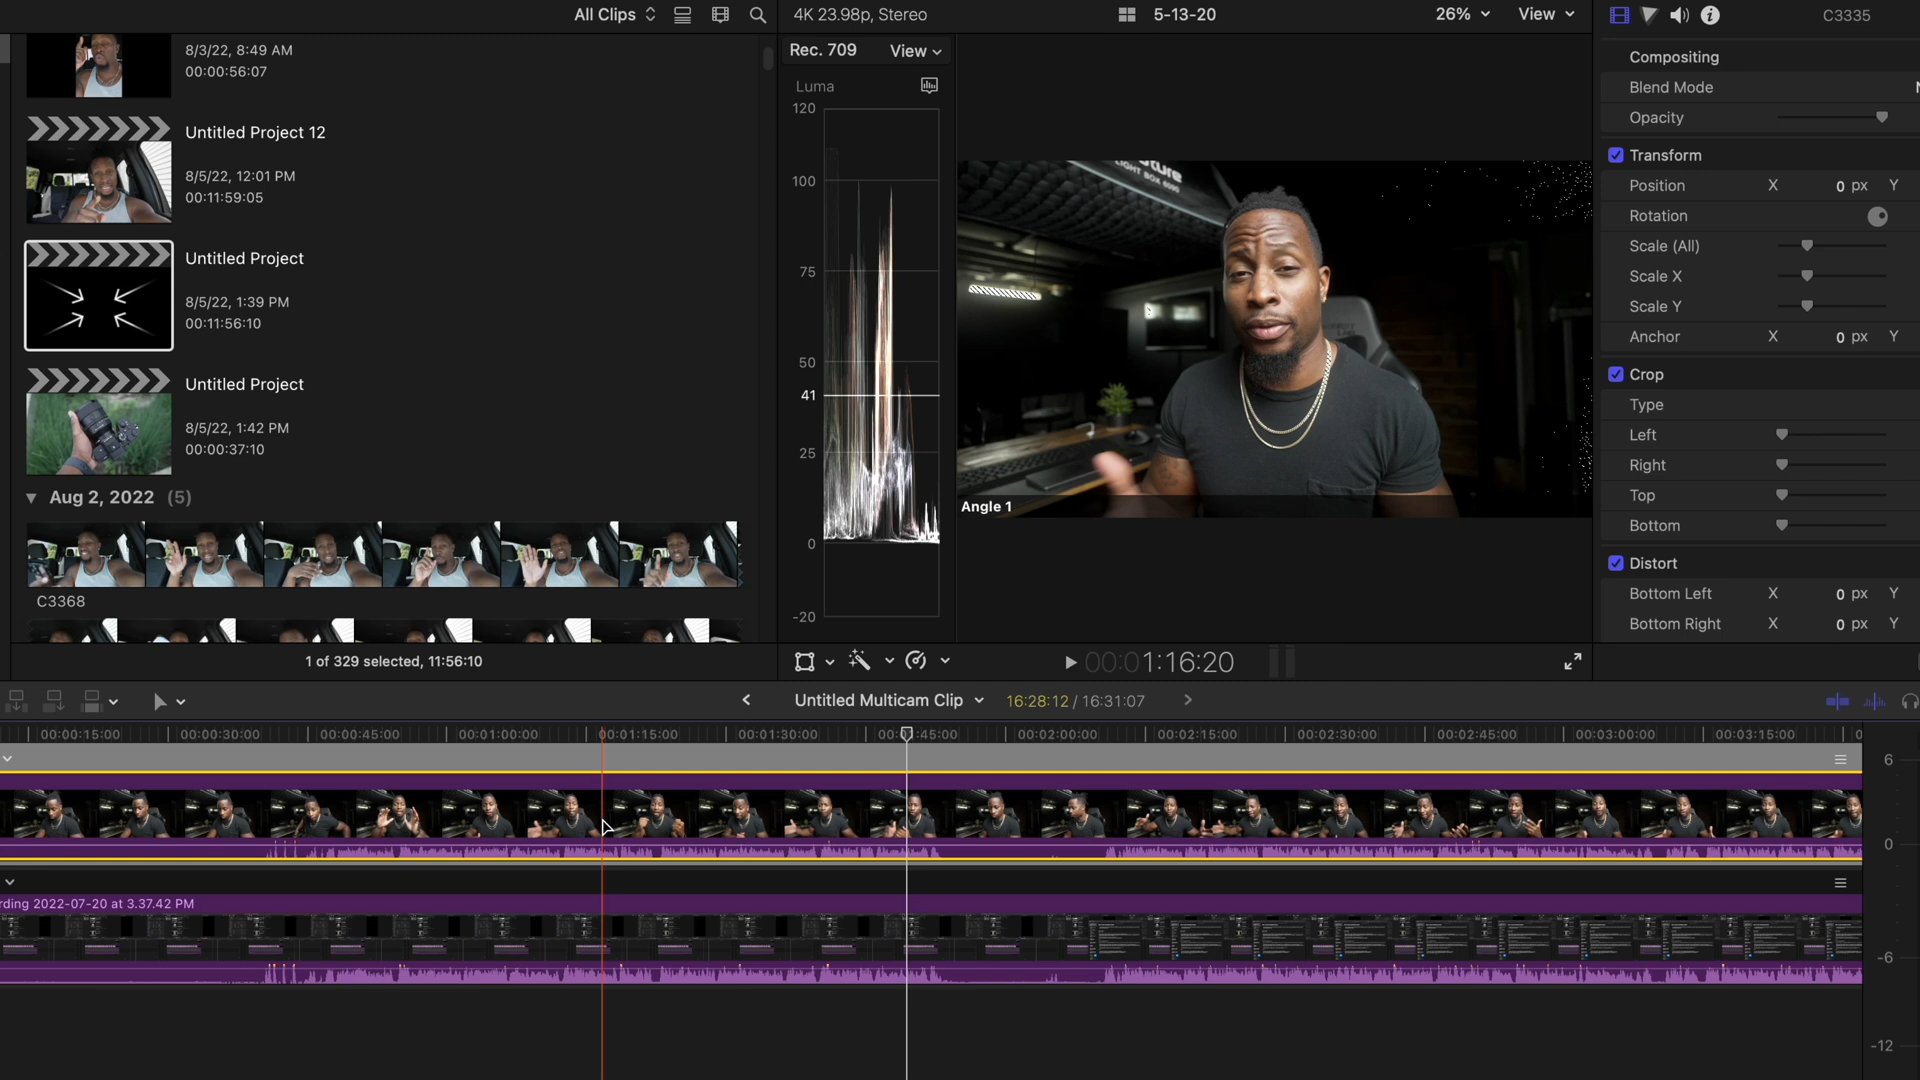 All Clips
4K 23.98p, Stereo
5-13-20
26%
View
C3335
8/3/22, 8:49 AM
00:00:56:07
Untitled Project 12
8/5/22, 12:01 PM
00:11:59:05
Untitled Project
8/5/22, 1:39 PM
00:11:56:10
Untitled Project
8/5/22, 1:42 PM
00:00:37:10
Aug 2, 2022 (5)
C3368
1 of 329 selected, 11:56:10
Rec. 709
View
Luma
120
100
75
50
41
25
0
-20
LIGHT BOX 6090
Angle 1
00:01:16:20
Compositing
Blend Mode
Opacity
Transform
Position X 0 px Y
Rotation
Scale (All)
Scale X
Scale Y
Anchor X 0 px Y
Crop
Type
Left
Right
Top
Bottom
Distort
Bottom Left X 0 px Y
Bottom Right X 0 px Y
Untitled Multicam Clip
16:28:12 / 16:31:07
00:00:15:00
00:00:30:00
00:00:45:00
00:01:00:00
00:01:15:00
00:01:30:00
:45:00
00:02:00:00
00:02:15:00
00:02:30:00
00:02:45:00
00:03:00:00
00:03:15:00
6
0
-6
-12
rding 2022-07-20 at 3.37.42 PM